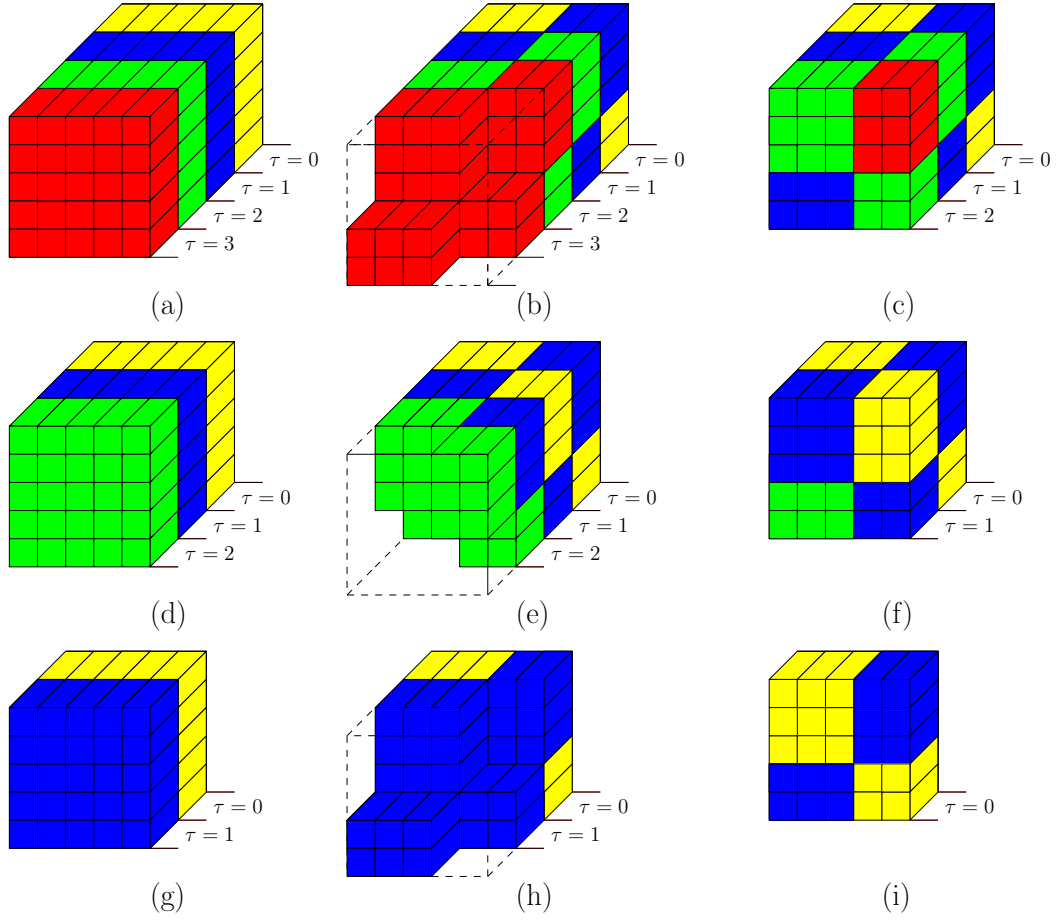 τ = 0
τ = 1
τ = 2
τ = 3
(a)
τ = 0
τ = 1
τ = 2
τ = 3
(b)
τ = 0
τ = 1
τ = 2
(c)
τ = 0
τ = 1
τ = 2
(d)
τ = 0
τ = 1
τ = 2
(e)
τ = 0
τ = 1
(f)
τ = 0
τ = 1
(g)
τ = 0
τ = 1
(h)
τ = 0
(i)